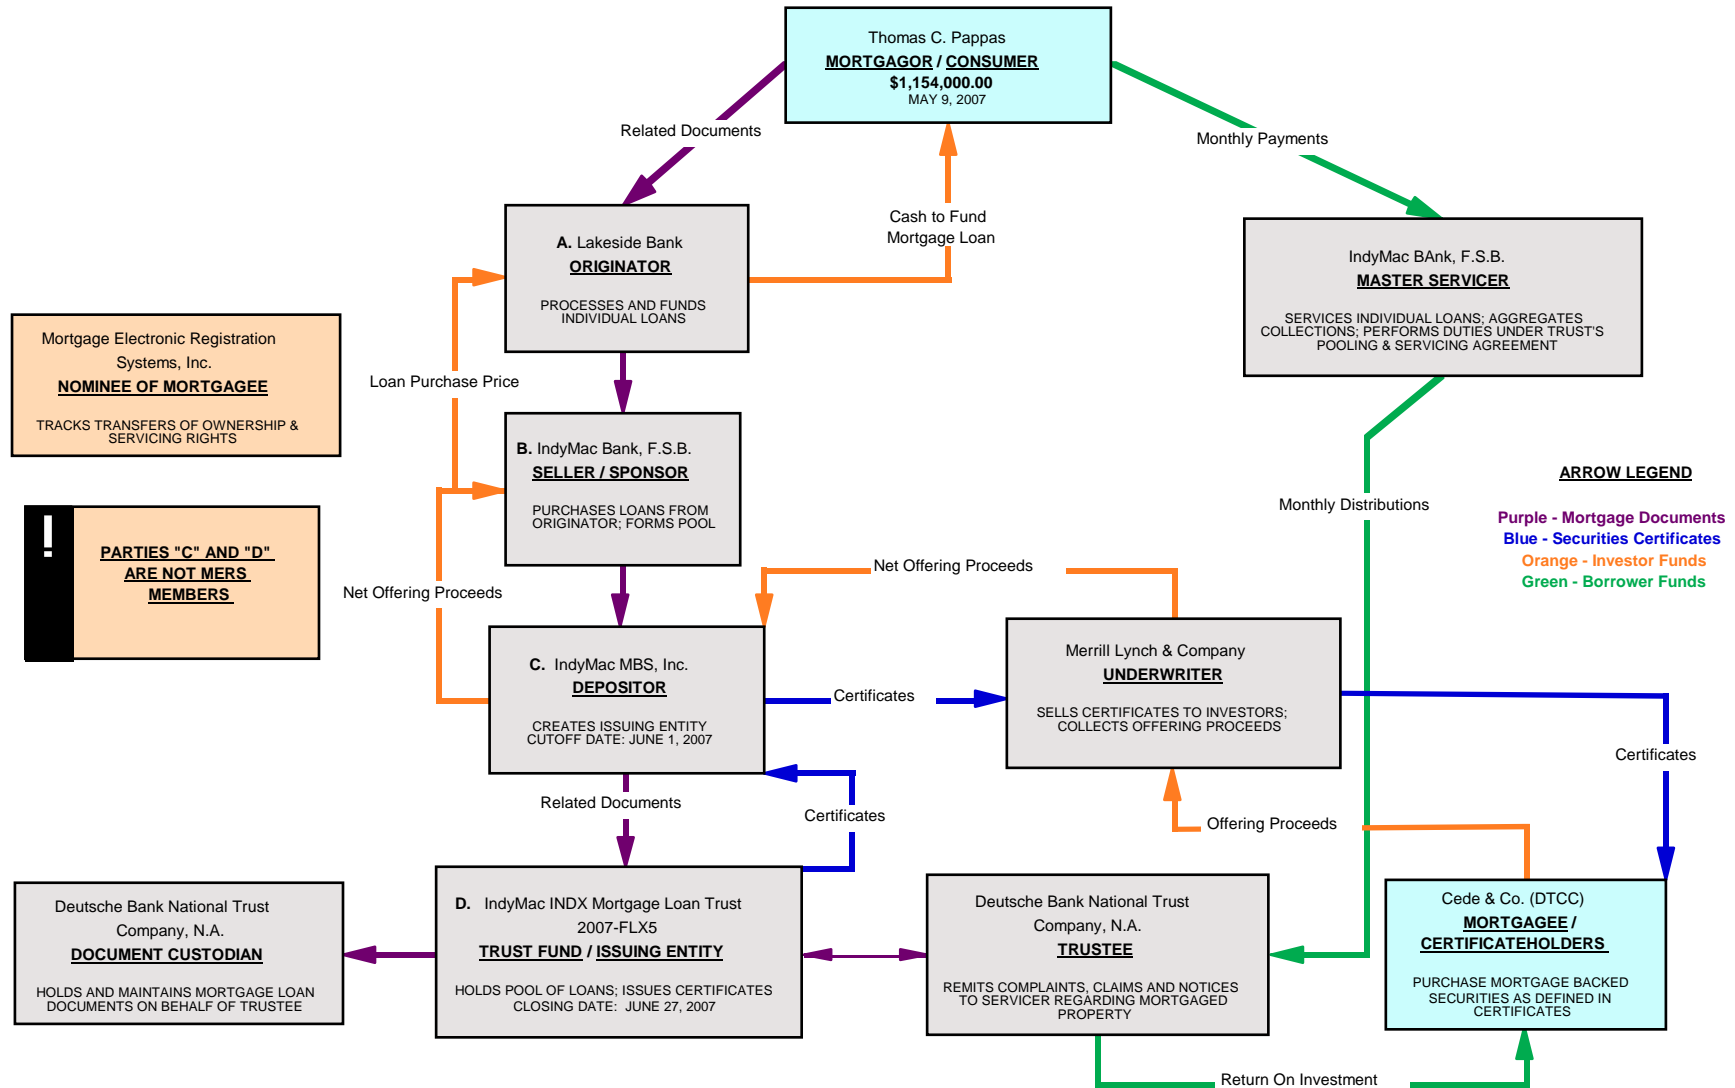 Thomas C. Pappas
MORTGAGOR / CONSUMER
$1,154,000.00
MAY 9, 2007
Related Documents
Monthly Payments
Cash to Fund
Mortgage Loan
A. Lakeside Bank
ORIGINATOR
PROCESSES AND FUNDS
INDIVIDUAL LOANS
IndyMac BAnk, F.S.B.
MASTER SERVICER
SERVICES INDIVIDUAL LOANS; AGGREGATES
COLLECTIONS; PERFORMS DUTIES UNDER TRUST'S
POOLING & SERVICING AGREEMENT
Mortgage Electronic Registration
Systems, Inc.
NOMINEE OF MORTGAGEE
TRACKS TRANSFERS OF OWNERSHIP &
SERVICING RIGHTS
Loan Purchase Price
B. IndyMac Bank, F.S.B.
SELLER / SPONSOR
PURCHASES LOANS FROM
ORIGINATOR; FORMS POOL
Monthly Distributions
ARROW LEGEND
Purple - Mortgage Documents
Blue - Securities Certificates
Orange - Investor Funds
Green - Borrower Funds
!
PARTIES "C" AND "D"
ARE NOT MERS
MEMBERS
Net Offering Proceeds
Net Offering Proceeds
C. IndyMac MBS, Inc.
DEPOSITOR
CREATES ISSUING ENTITY
CUTOFF DATE: JUNE 1, 2007
Certificates
Merrill Lynch & Company
UNDERWRITER
SELLS CERTIFICATES TO INVESTORS;
COLLECTS OFFERING PROCEEDS
Certificates
Related Documents
Certificates
Offering Proceeds
Deutsche Bank National Trust
Company, N.A.
DOCUMENT CUSTODIAN
HOLDS AND MAINTAINS MORTGAGE LOAN
DOCUMENTS ON BEHALF OF TRUSTEE
D. IndyMac INDX Mortgage Loan Trust
2007-FLX5
TRUST FUND / ISSUING ENTITY
HOLDS POOL OF LOANS; ISSUES CERTIFICATES
CLOSING DATE: JUNE 27, 2007
Deutsche Bank National Trust
Company, N.A.
TRUSTEE
REMITS COMPLAINTS, CLAIMS AND NOTICES
TO SERVICER REGARDING MORTGAGED
PROPERTY
Cede & Co. (DTCC)
MORTGAGEE /
CERTIFICATEHOLDERS
PURCHASE MORTGAGE BACKED
SECURITIES AS DEFINED IN
CERTIFICATES
Return On Investment